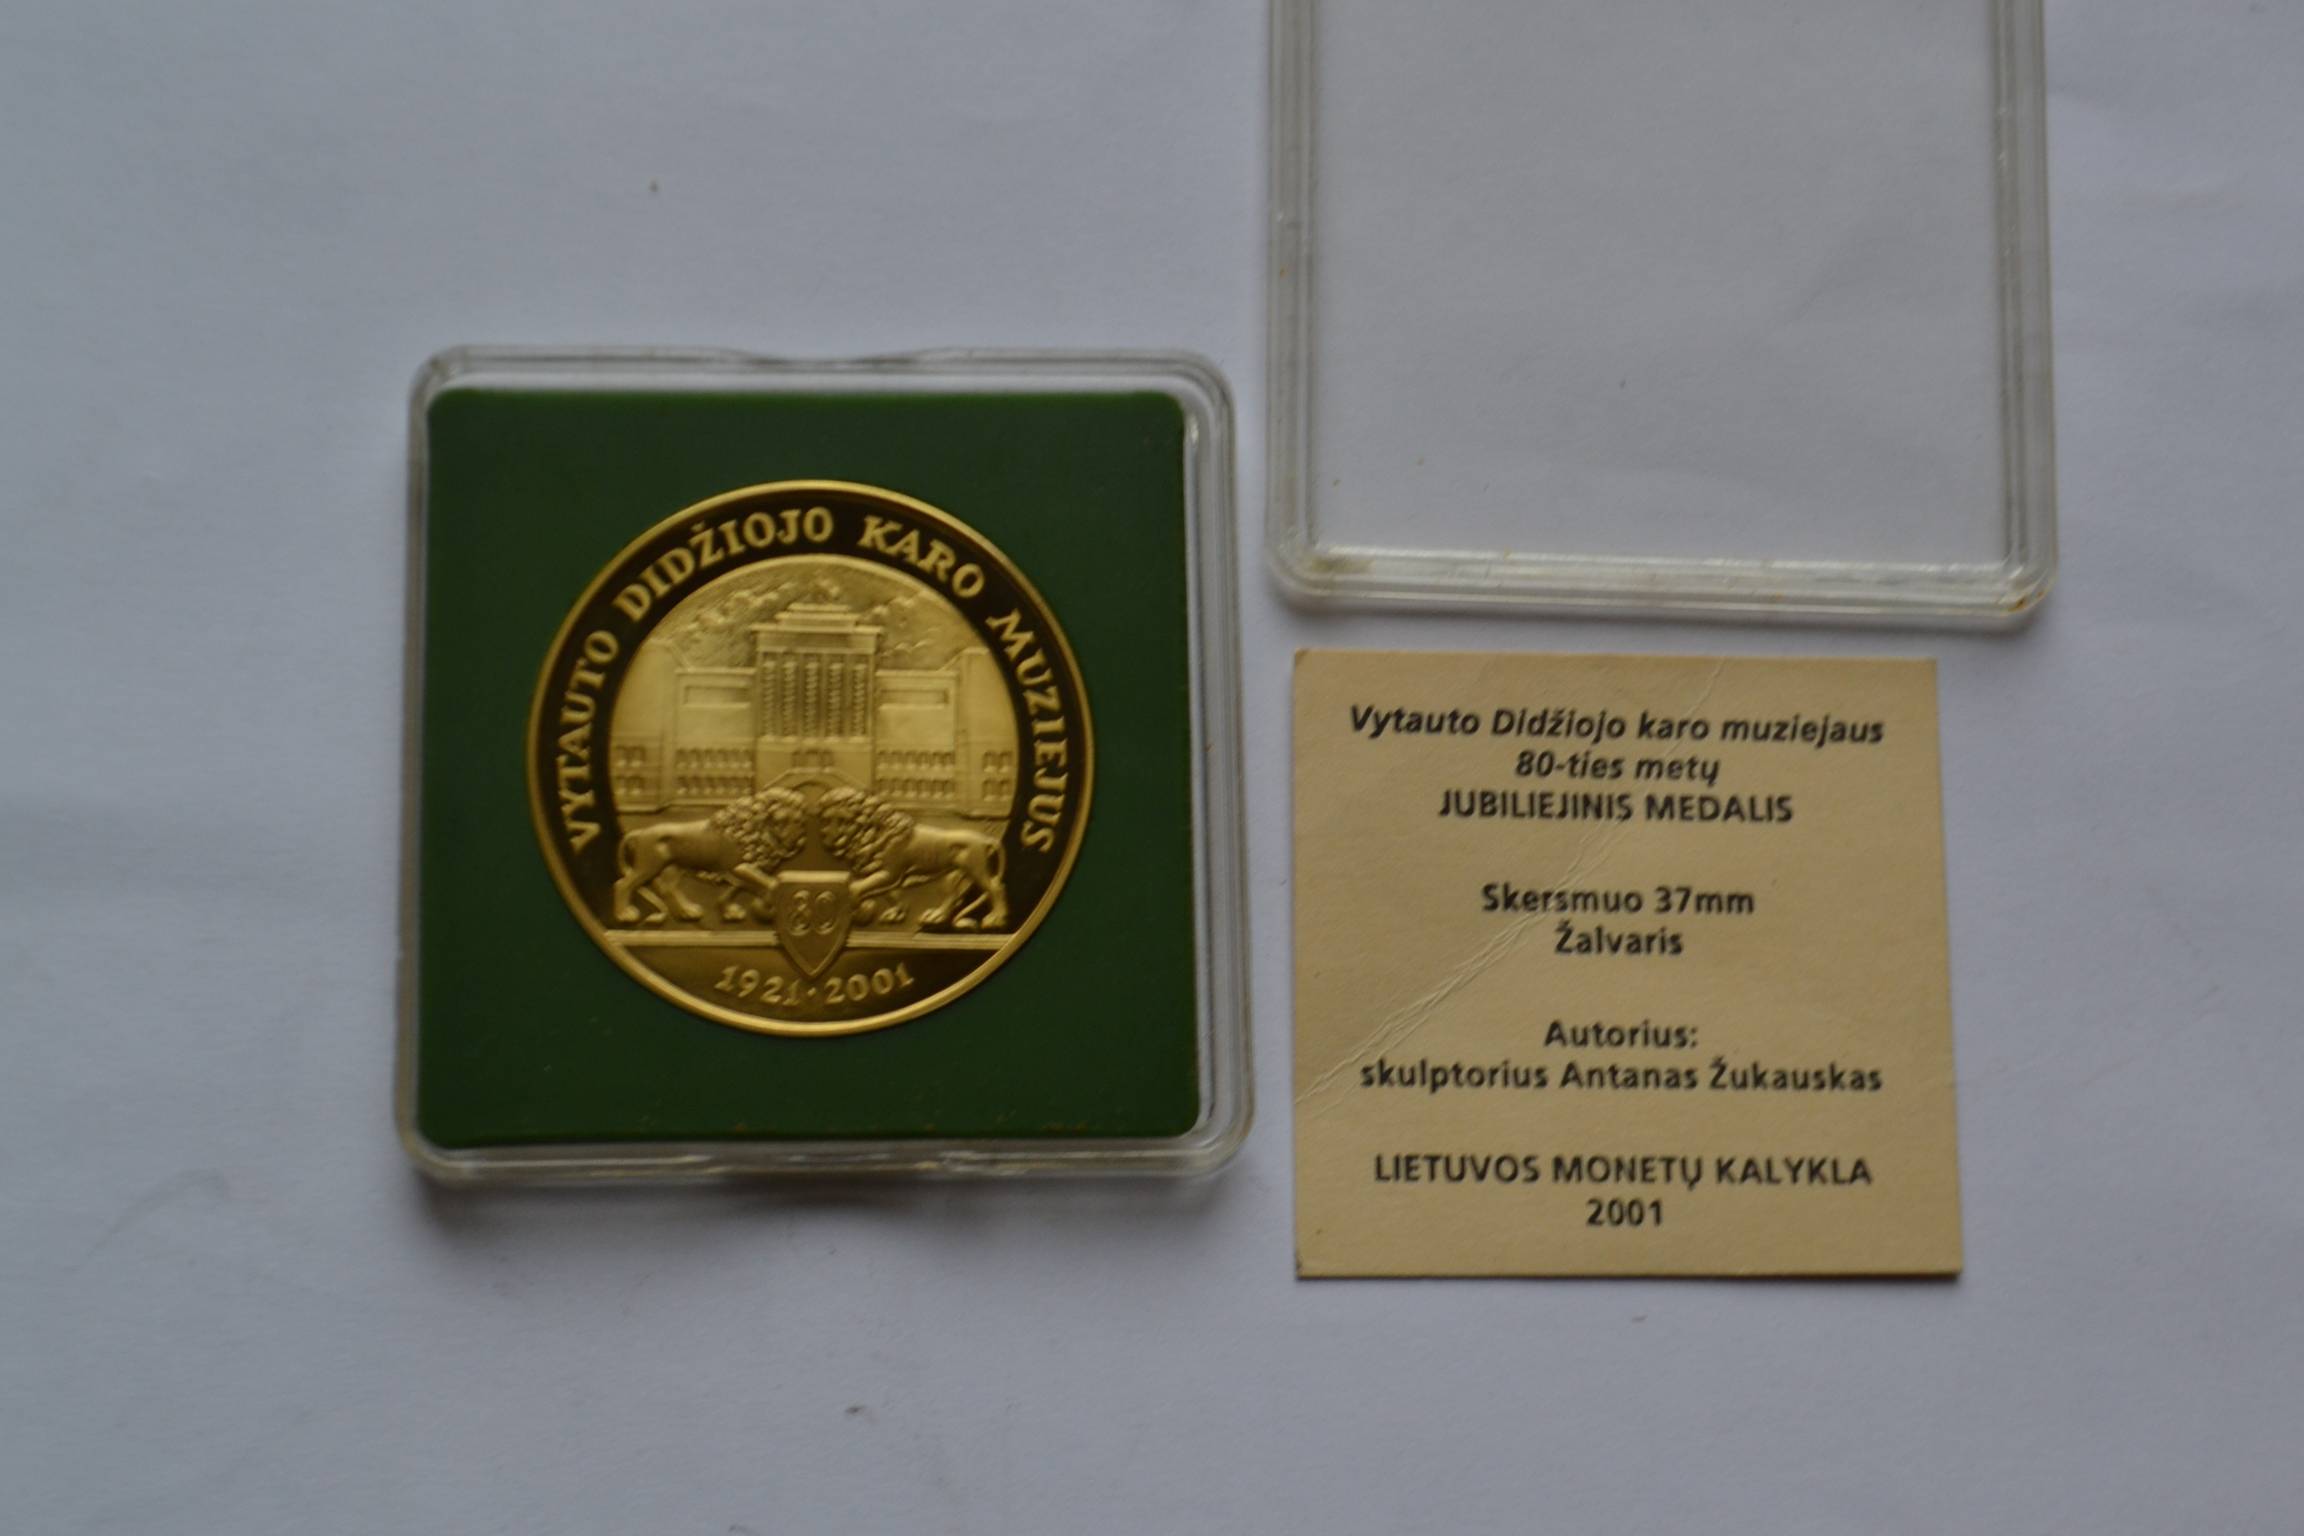 VYTAUTO DIDŽIOJO KARO MUZIEJUS
80
1921·2001
Vytauto Didžiojo karo muziejaus
80-ties metų
JUBILIEJINIS MEDALIS
Skersmuo 37mm
Žalvaris
Autorius:
skulptorius Antanas Žukauskas
LIETUVOS MONETŲ KALYKLA
2001